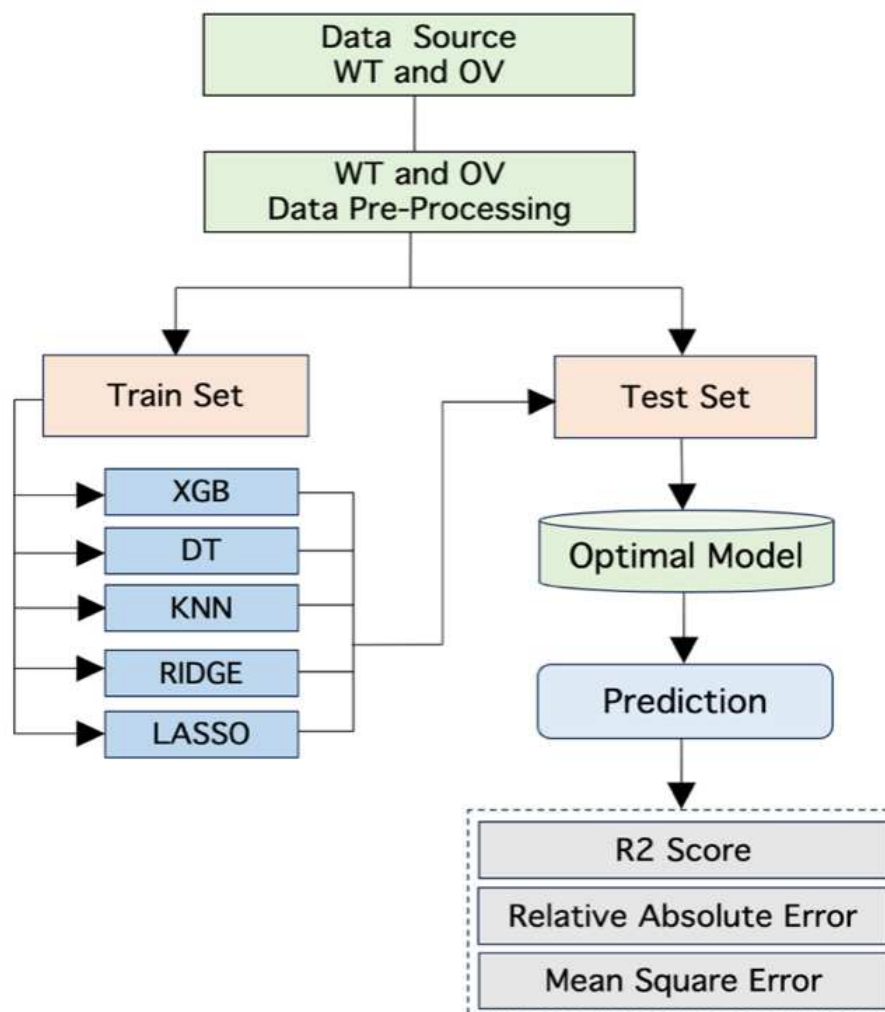 Data Source
WT and OV
WT and OV
Data Pre-Processing
Train Set
Test Set
XGB
DT
KNN
RIDGE
LASSO
Optimal Model
Prediction
R2 Score
Relative Absolute Error
Mean Square Error